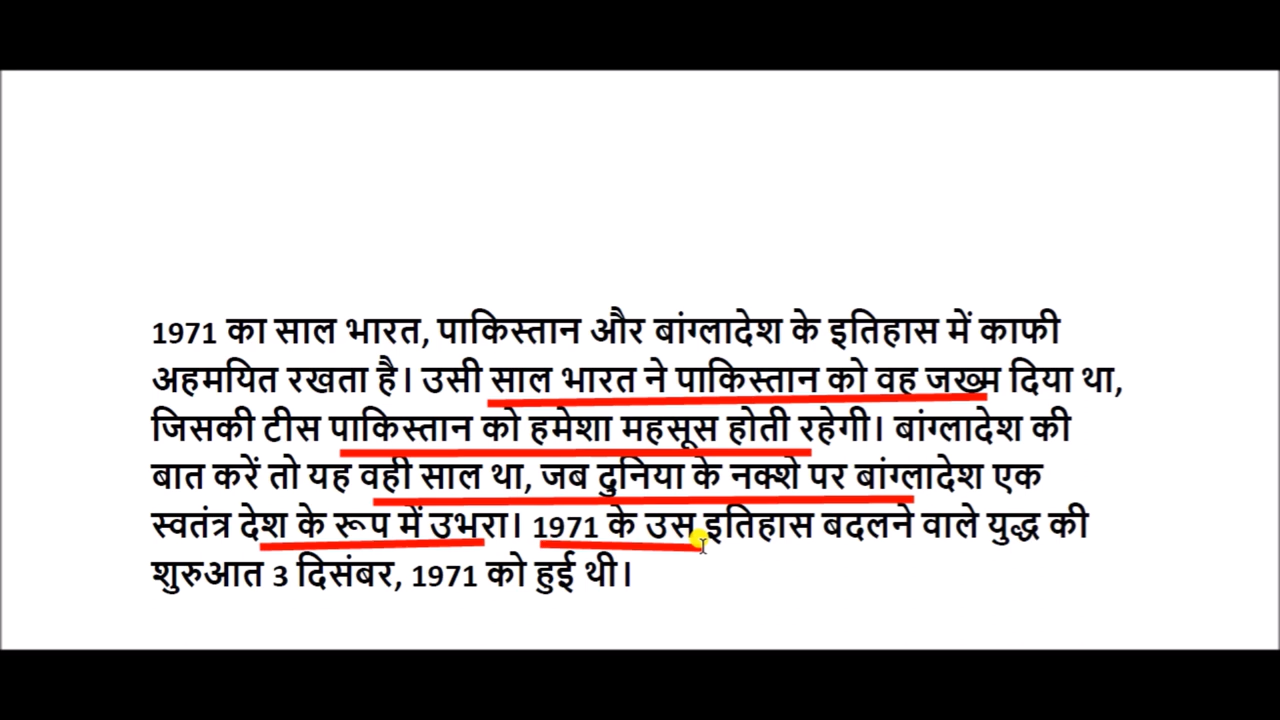 1971 का साल भारत, पाकिस्तान और बांग्लादेश के इतिहास में काफी
अहमयित रखता है। उसी साल भारत ने पाकिस्तान को वह जख्म दिया था,
जिसकी टीस पाकिस्तान को हमेशा महसूस होती रहेगी। बांग्लादेश की
बात करें तो यह वही साल था, जब दुनिया के नक्शे पर बांग्लादेश एक
स्वतंत्र देश के रूप में उभरा। 1971 के उस इतिहास बदलने वाले युद्ध की
शुरुआत 3 दिसंबर, 1971 को हुई थी।